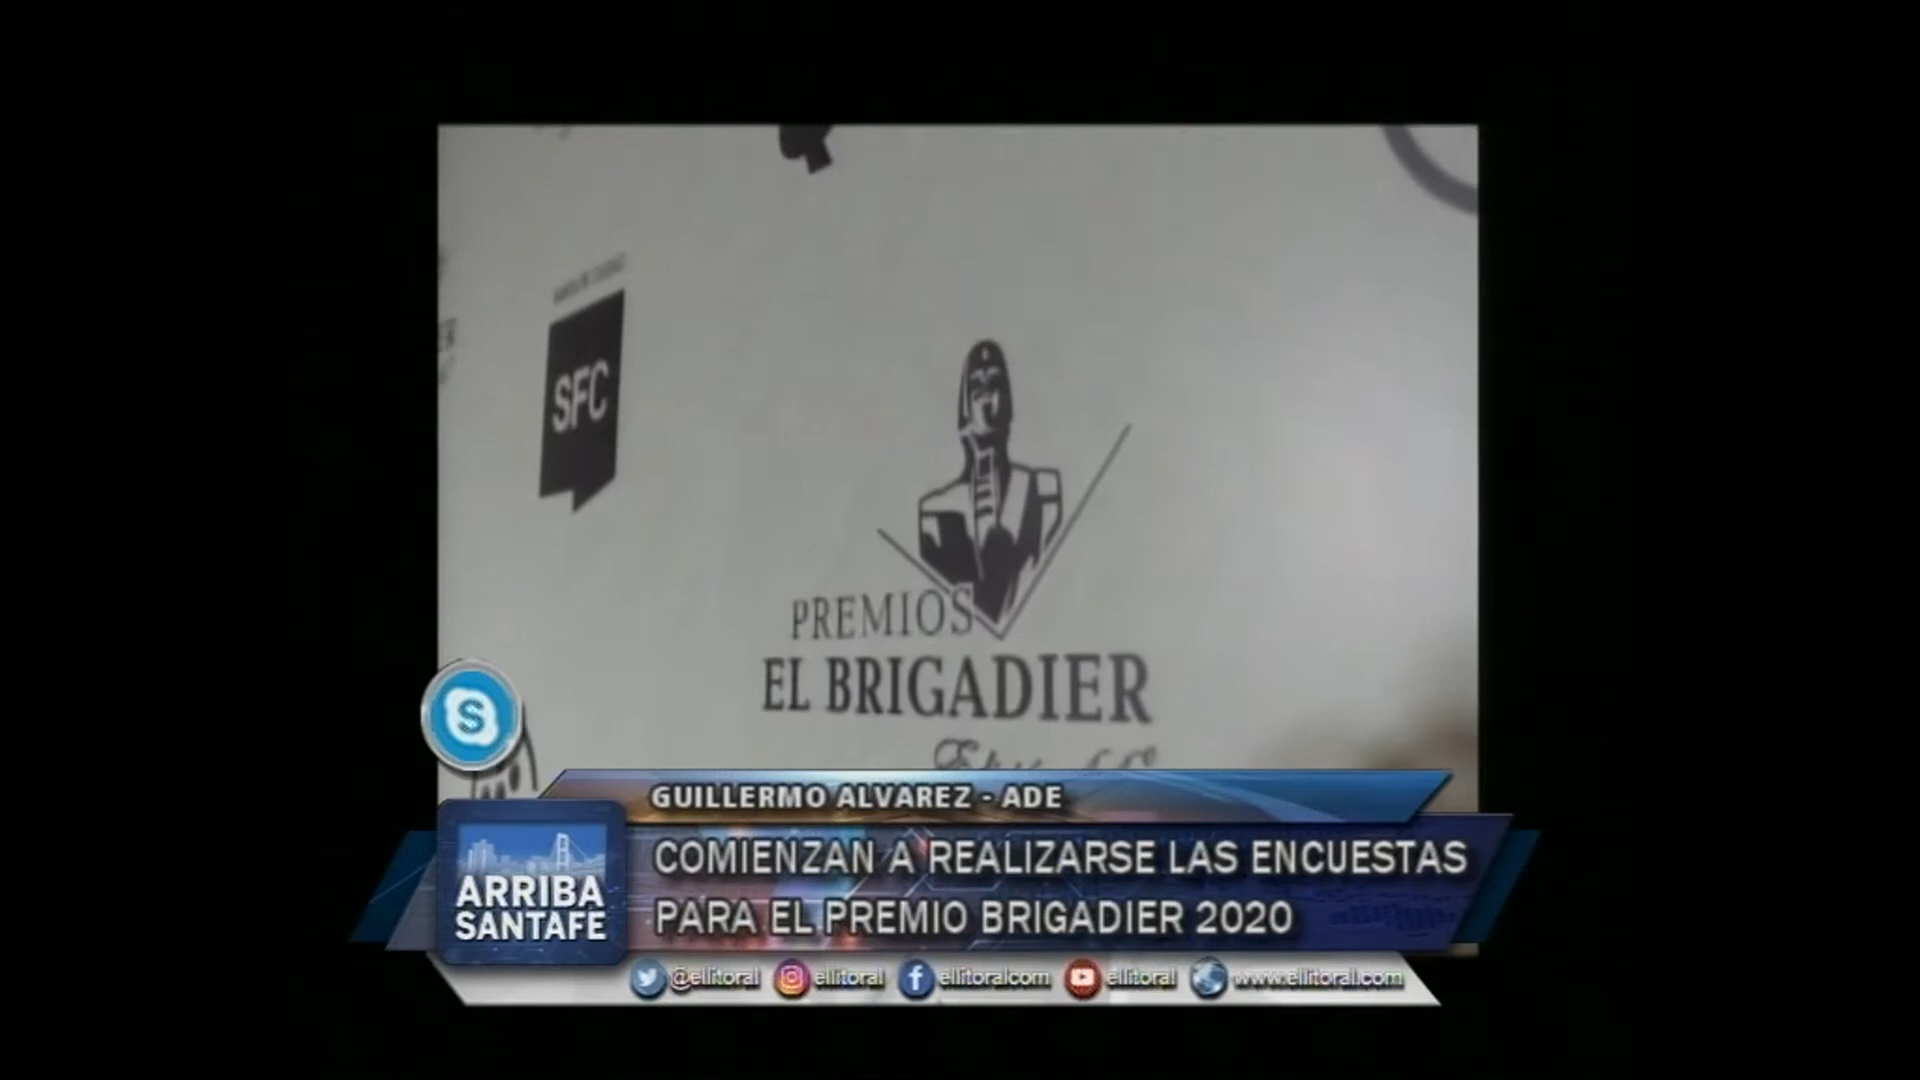 SFC
PREMIOS
EL BRIGADIER
GUILLERMO ALVAREZ - ADE
COMIENZAN A REALIZARSE LAS ENCUESTAS
PARA EL PREMIO BRIGADIER 2020
ARRIBA
SANTAFE
@ellitoral ellitoral ellitoralcom ellitoral www.ellitoral.com